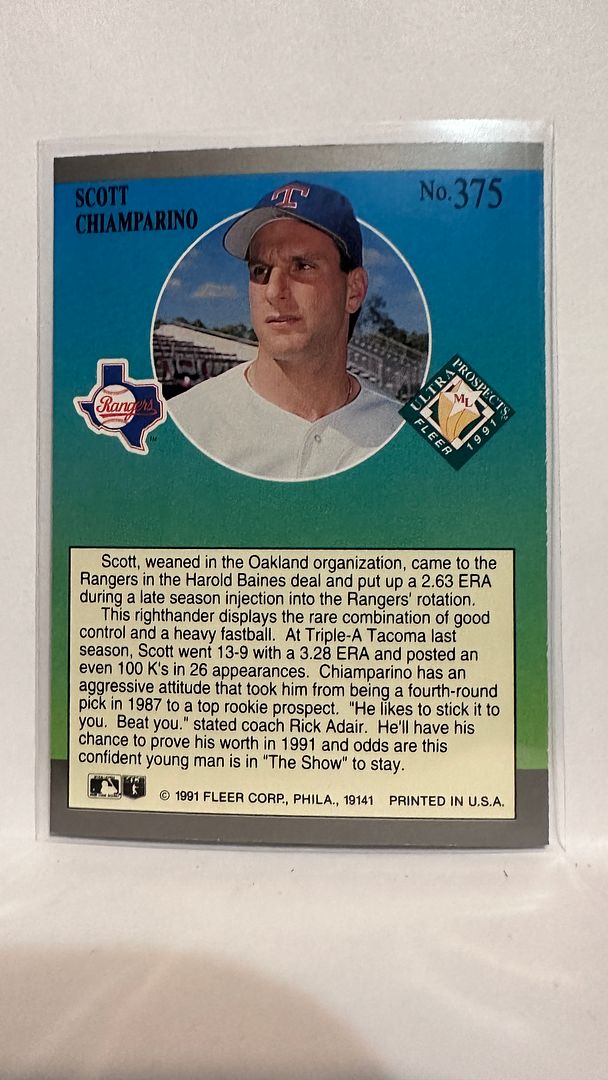 SCOTT
CHIAMPARINO
No. 375
T
Rangers
TM
ULTRA
PROSPECTS
ML
FLEER
1991
Scott, weaned in the Oakland organization, came to the
Rangers in the Harold Baines deal and put up a 2.63 ERA
during a late season injection into the Rangers' rotation.
This righthander displays the rare combination of good
control and a heavy fastball. At Triple-A Tacoma last
season, Scott went 13-9 with a 3.28 ERA and posted an
even 100 K's in 26 appearances. Chiamparino has an
aggressive attitude that took him from being a fourth-round
pick in 1987 to a top rookie prospect. "He likes to stick it to
you. Beat you." stated coach Rick Adair. He'll have his
chance to prove his worth in 1991 and odds are this
confident young man is in "The Show" to stay.
© 1991 FLEER CORP., PHILA., 19141 PRINTED IN U.S.A.